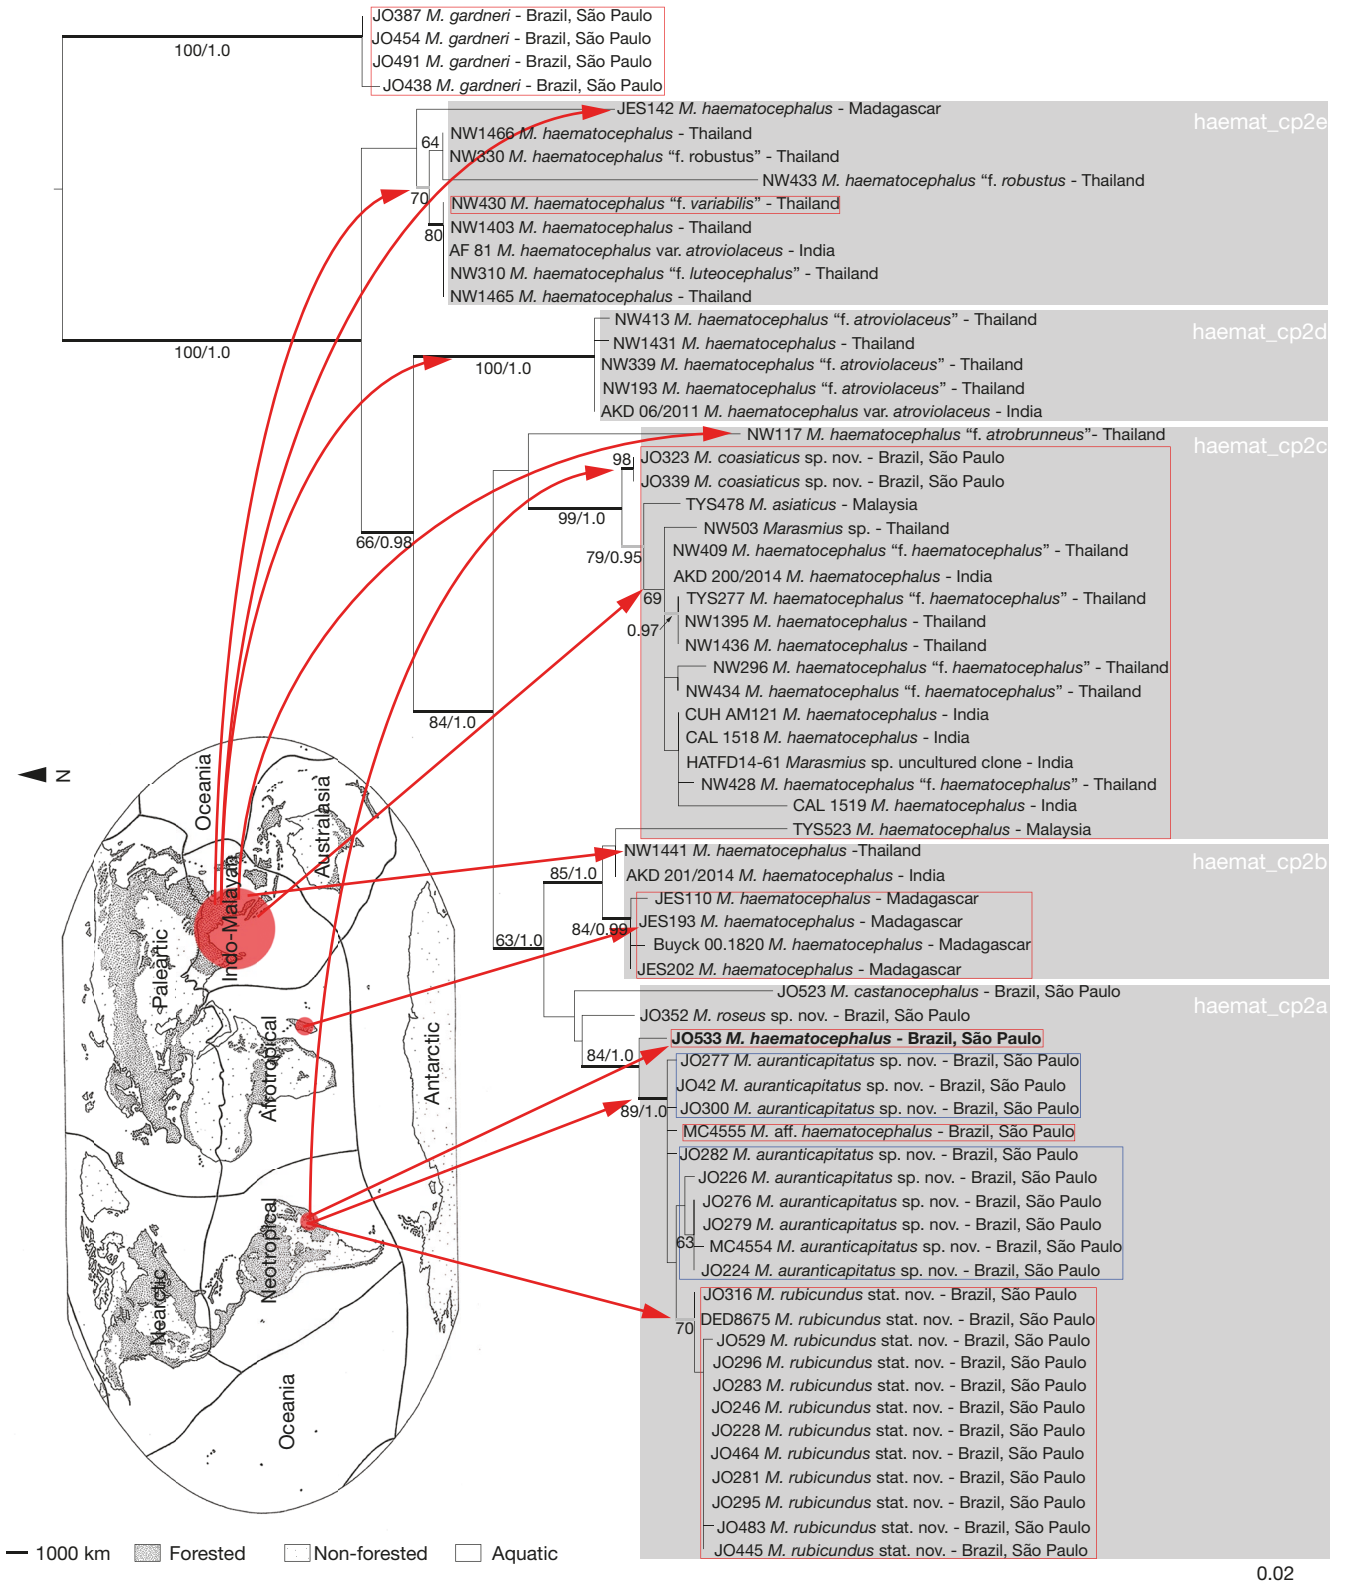 JO387 M. gardneri - Brazil, São Paulo
JO454 M. gardneri - Brazil, São Paulo
100/1.0
JO491 M. gardneri - Brazil, São Paulo
JO438 M. gardneri - Brazil, São Paulo
haemat_cp2e
JES142 M. haematocephalus - Madagascar
64
NW1466 M. haematocephalus - Thailand
NW330 M. haematocephalus “f. robustus” - Thailand
NW433 M. haematocephalus “f. robustus - Thailand
70
NW430 M. haematocephalus “f. variabilis” - Thailand
80
NW1403 M. haematocephalus - Thailand
AF 81 M. haematocephalus var. atroviolaceus - India
NW310 M. haematocephalus “f. luteocephalus” - Thailand
NW1465 M. haematocephalus - Thailand
haemat_cp2d
100/1.0
NW413 M. haematocephalus “f. atroviolaceus” - Thailand
NW1431 M. haematocephalus - Thailand
100/1.0
NW339 M. haematocephalus “f. atroviolaceus” - Thailand
NW193 M. haematocephalus “f. atroviolaceus” - Thailand
AKD 06/2011 M. haematocephalus var. atroviolaceus - India
haemat_cp2c
NW117 M. haematocephalus “f. atrobrunneus”- Thailand
98
JO323 M. coasiaticus sp. nov. - Brazil, São Paulo
JO339 M. coasiaticus sp. nov. - Brazil, São Paulo
99/1.0
TYS478 M. asiaticus - Malaysia
66/0.98
79/0.95
NW503 Marasmius sp. - Thailand
NW409 M. haematocephalus “f. haematocephalus” - Thailand
AKD 200/2014 M. haematocephalus - India
69
TYS277 M. haematocephalus “f. haematocephalus” - Thailand
0.97
NW1395 M. haematocephalus - Thailand
NW1436 M. haematocephalus - Thailand
NW296 M. haematocephalus “f. haematocephalus” - Thailand
NW434 M. haematocephalus “f. haematocephalus” - Thailand
84/1.0
CUH AM121 M. haematocephalus - India
CAL 1518 M. haematocephalus - India
HATFD14-61 Marasmius sp. uncultured clone - India
NW428 M. haematocephalus “f. haematocephalus” - Thailand
CAL 1519 M. haematocephalus - India
TYS523 M. haematocephalus - Malaysia
haemat_cp2b
NW1441 M. haematocephalus -Thailand
85/1.0
AKD 201/2014 M. haematocephalus - India
JES110 M. haematocephalus - Madagascar
84/0.99
JES193 M. haematocephalus - Madagascar
63/1.0
Buyck 00.1820 M. haematocephalus - Madagascar
JES202 M. haematocephalus - Madagascar
haemat_cp2a
JO523 M. castanocephalus - Brazil, São Paulo
JO352 M. roseus sp. nov. - Brazil, São Paulo
JO533 M. haematocephalus - Brazil, São Paulo
84/1.0
JO277 M. auranticapitatus sp. nov. - Brazil, São Paulo
JO42 M. auranticapitatus sp. nov. - Brazil, São Paulo
89/1.0
JO300 M. auranticapitatus sp. nov. - Brazil, São Paulo
MC4555 M. aff. haematocephalus - Brazil, São Paulo
JO282 M. auranticapitatus sp. nov. - Brazil, São Paulo
JO226 M. auranticapitatus sp. nov. - Brazil, São Paulo
JO276 M. auranticapitatus sp. nov. - Brazil, São Paulo
JO279 M. auranticapitatus sp. nov. - Brazil, São Paulo
63
MC4554 M. auranticapitatus sp. nov. - Brazil, São Paulo
JO224 M. auranticapitatus sp. nov. - Brazil, São Paulo
JO316 M. rubicundus stat. nov. - Brazil, São Paulo
70
DED8675 M. rubicundus stat. nov. - Brazil, São Paulo
JO529 M. rubicundus stat. nov. - Brazil, São Paulo
JO296 M. rubicundus stat. nov. - Brazil, São Paulo
JO283 M. rubicundus stat. nov. - Brazil, São Paulo
JO246 M. rubicundus stat. nov. - Brazil, São Paulo
JO228 M. rubicundus stat. nov. - Brazil, São Paulo
JO464 M. rubicundus stat. nov. - Brazil, São Paulo
JO281 M. rubicundus stat. nov. - Brazil, São Paulo
JO295 M. rubicundus stat. nov. - Brazil, São Paulo
JO483 M. rubicundus stat. nov. - Brazil, São Paulo
JO445 M. rubicundus stat. nov. - Brazil, São Paulo
N
Oceania
Australasia
Indo-Malayan
Palearctic
Afrotropical
Antarctic
Neotropical
Nearctic
Oceania
1000 km
Forested
Non-forested
Aquatic
0.02